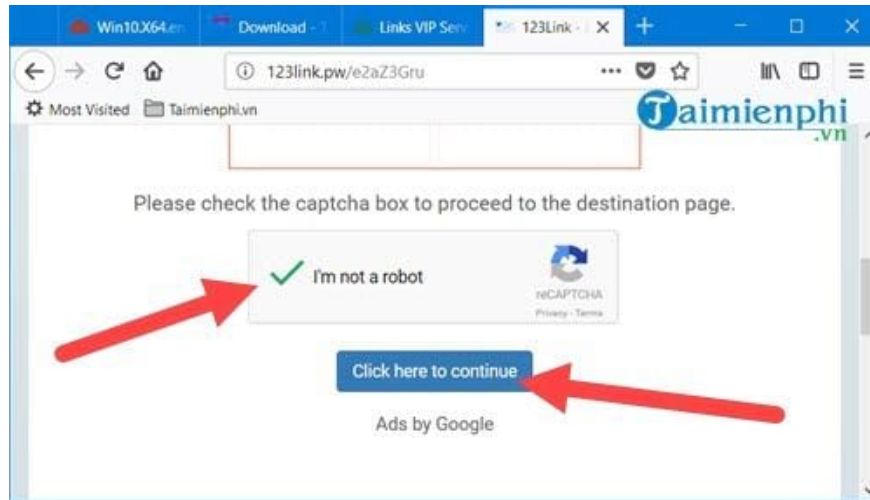 Win10.X64.en
Download - 1
Links VIP Serv
123Link -
123link.pw/e2aZ3Gru
Most Visited
Taimienphi.vn
Taimienphi
.vn
Please check the captcha box to proceed to the destination page.
I'm not a robot
reCAPTCHA
Privacy - Terms
Click here to continue
Ads by Google